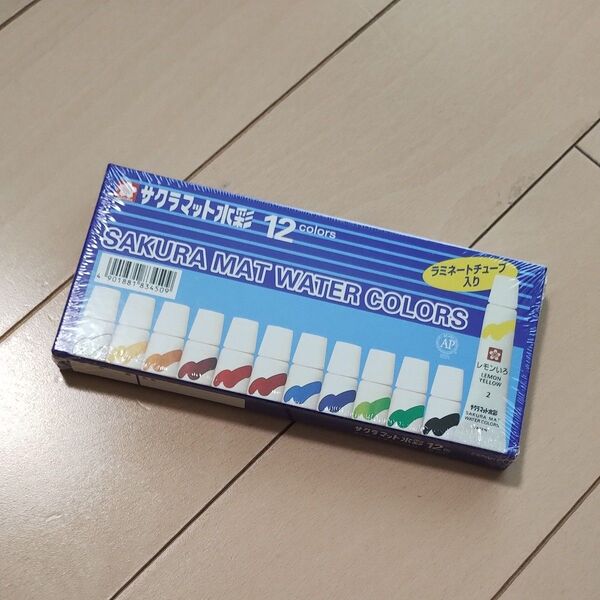 サクラマット水彩 12 colors
SAKURA MAT WATER COLORS
ラミネートチューブ
入り
4 901881 834509
AP
レモンいろ
LEMON
YELLOW
2
サクラマット水彩
SAKURA MAT
WATER COLORS
サクラマット水彩 12色